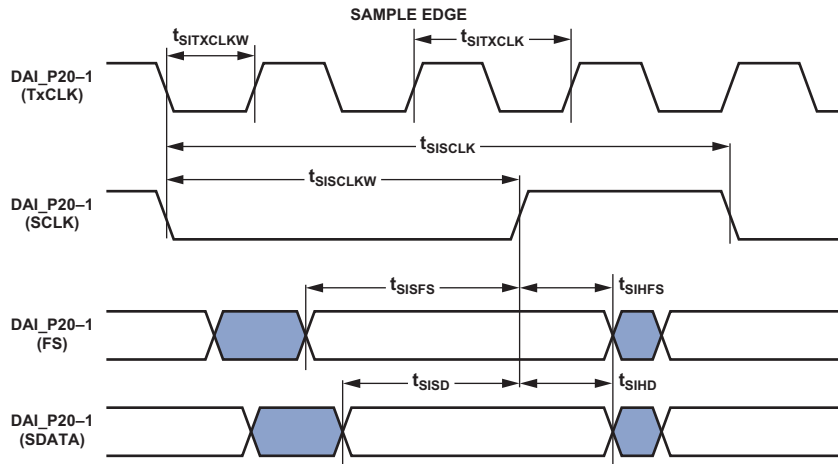 SAMPLE EDGE
tSITXCLKW
tSITXCLK
DAI_P20–1
(TxCLK)
tSISCLK
tSISCLKW
DAI_P20–1
(SCLK)
tSISFS
tSIHFS
DAI_P20–1
(FS)
tSISD
tSIHD
DAI_P20–1
(SDATA)